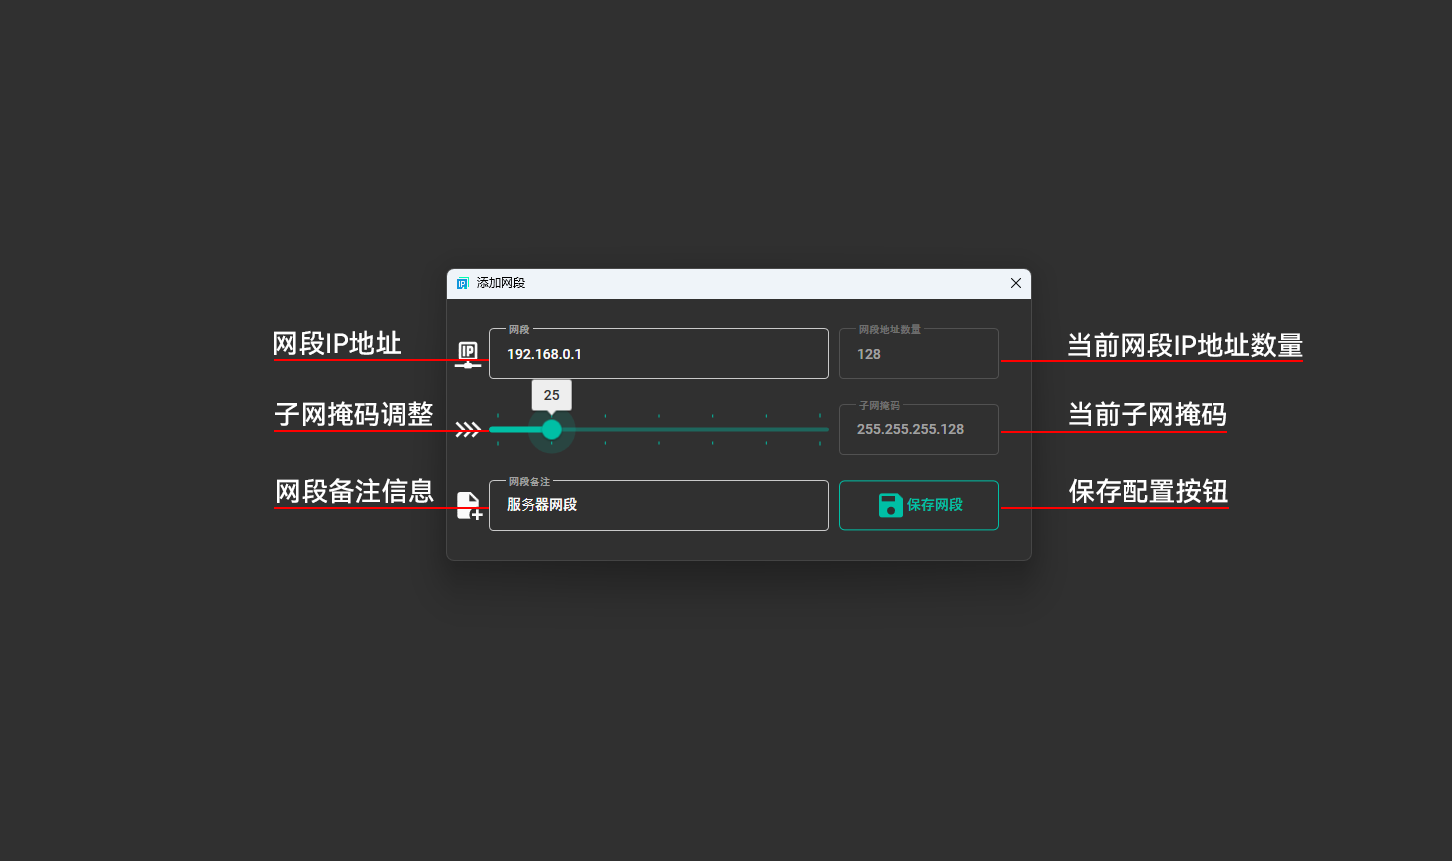 添加网段
网段IP地址
IP
网段
192.168.0.1
网段地址数量
128
当前网段IP地址数量
子网掩码调整
25
子网掩码
255.255.255.128
当前子网掩码
网段备注信息
网段备注
服务器网段
保存网段
保存配置按钮